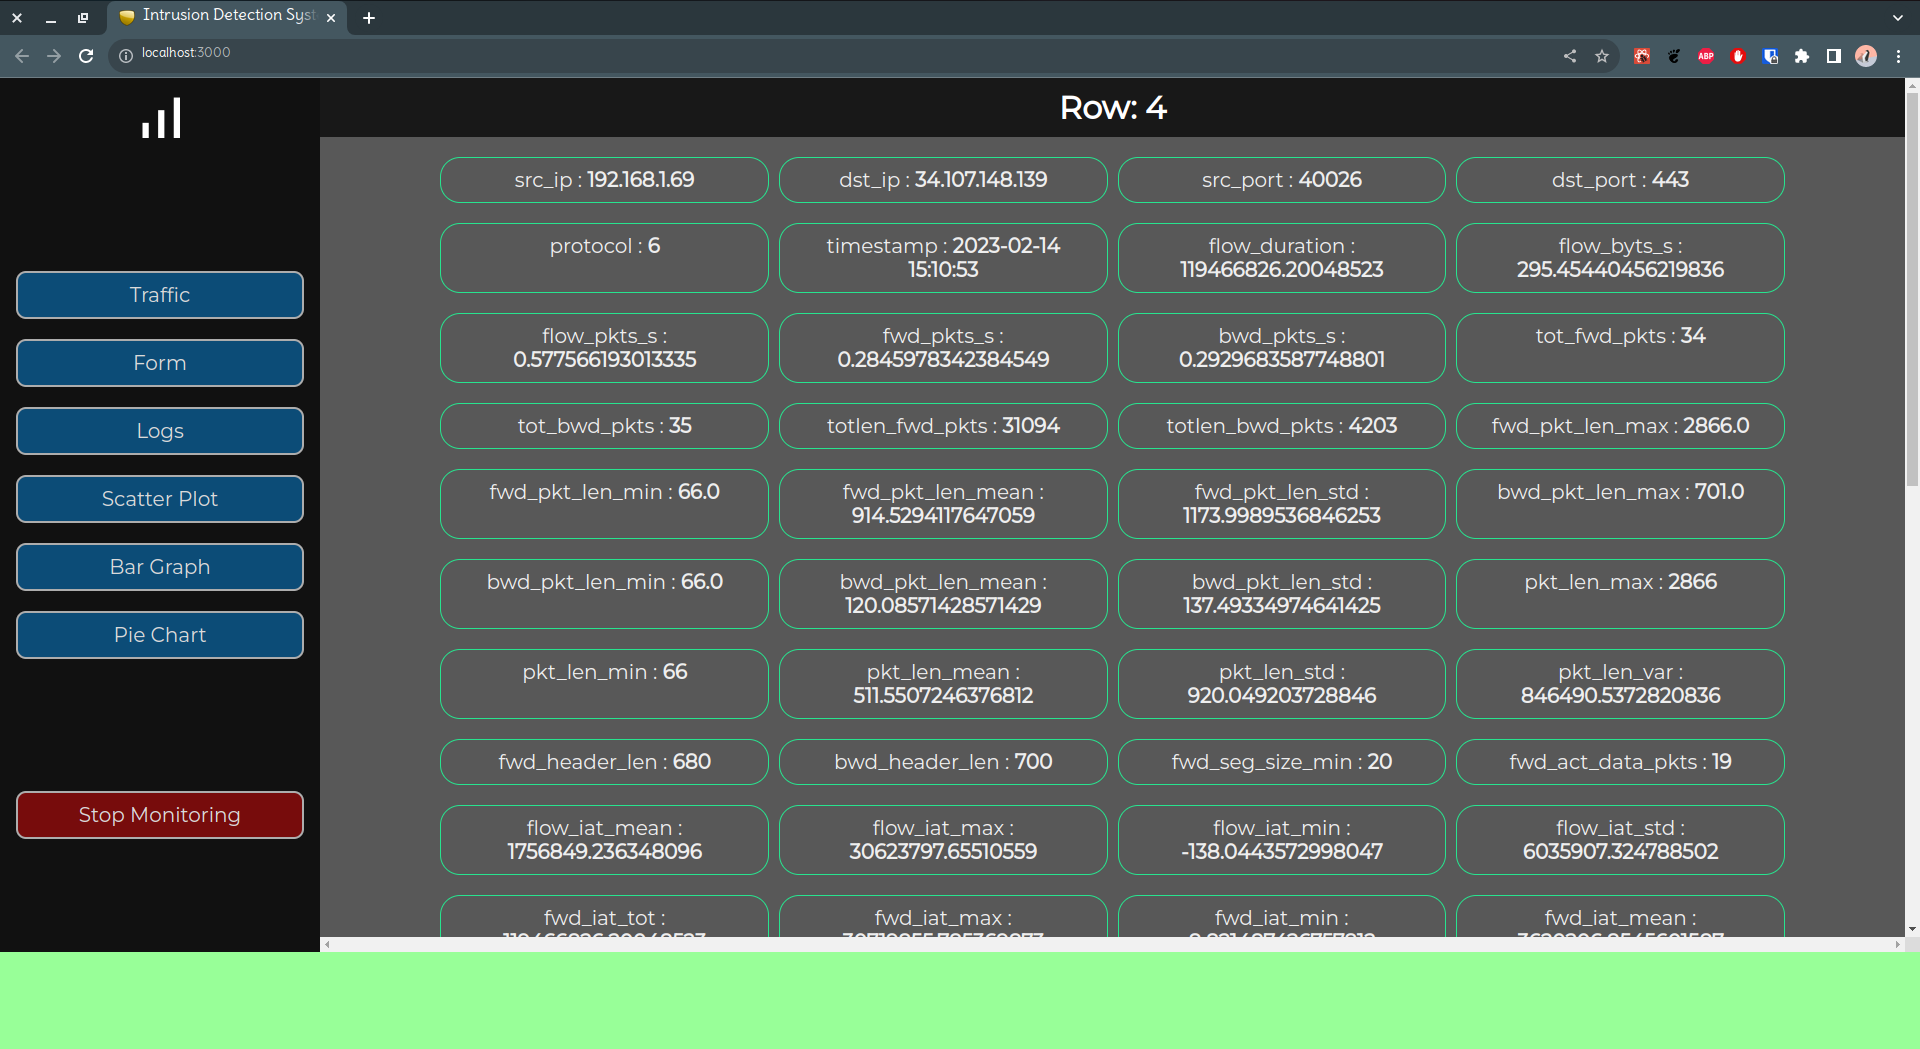 Intrusion Detection Syst
localhost:3000
ABP
Row: 4
Traffic
Form
Logs
Scatter Plot
Bar Graph
Pie Chart
Stop Monitoring
src_ip : 192.168.1.69
dst_ip : 34.107.148.139
src_port : 40026
dst_port : 443
protocol : 6
timestamp : 2023-02-14
15:10:53
flow_duration :
119466826.20048523
flow_byts_s :
295.45440456219836
flow_pkts_s :
0.577566193013335
fwd_pkts_s :
0.2845978342384549
bwd_pkts_s :
0.2929683587748801
tot_fwd_pkts : 34
tot_bwd_pkts : 35
totlen_fwd_pkts : 31094
totlen_bwd_pkts : 4203
fwd_pkt_len_max : 2866.0
fwd_pkt_len_min : 66.0
fwd_pkt_len_mean :
914.5294117647059
fwd_pkt_len_std :
1173.9989536846253
bwd_pkt_len_max : 701.0
bwd_pkt_len_min : 66.0
bwd_pkt_len_mean :
120.08571428571429
bwd_pkt_len_std :
137.49334974641425
pkt_len_max : 2866
pkt_len_min : 66
pkt_len_mean :
511.5507246376812
pkt_len_std :
920.049203728846
pkt_len_var :
846490.5372820836
fwd_header_len : 680
bwd_header_len : 700
fwd_seg_size_min : 20
fwd_act_data_pkts : 19
flow_iat_mean :
1756849.236348096
flow_iat_max :
30623797.65510559
flow_iat_min :
-138.0443572998047
flow_iat_std :
6035907.324788502
fwd_iat_tot :
fwd_iat_max :
fwd_iat_min :
fwd_iat_mean :